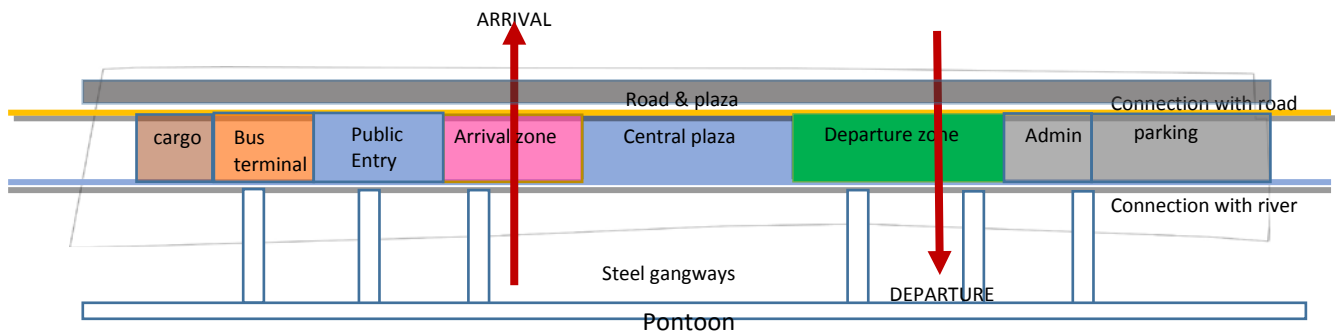 ARRIVAL
Road & plaza
Connection with road
cargo
Bus
terminal
Public
Entry
Arrival zone
Central plaza
Departure zone
Admin
parking
Connection with river
Steel gangways
DEPARTURE
Pontoon